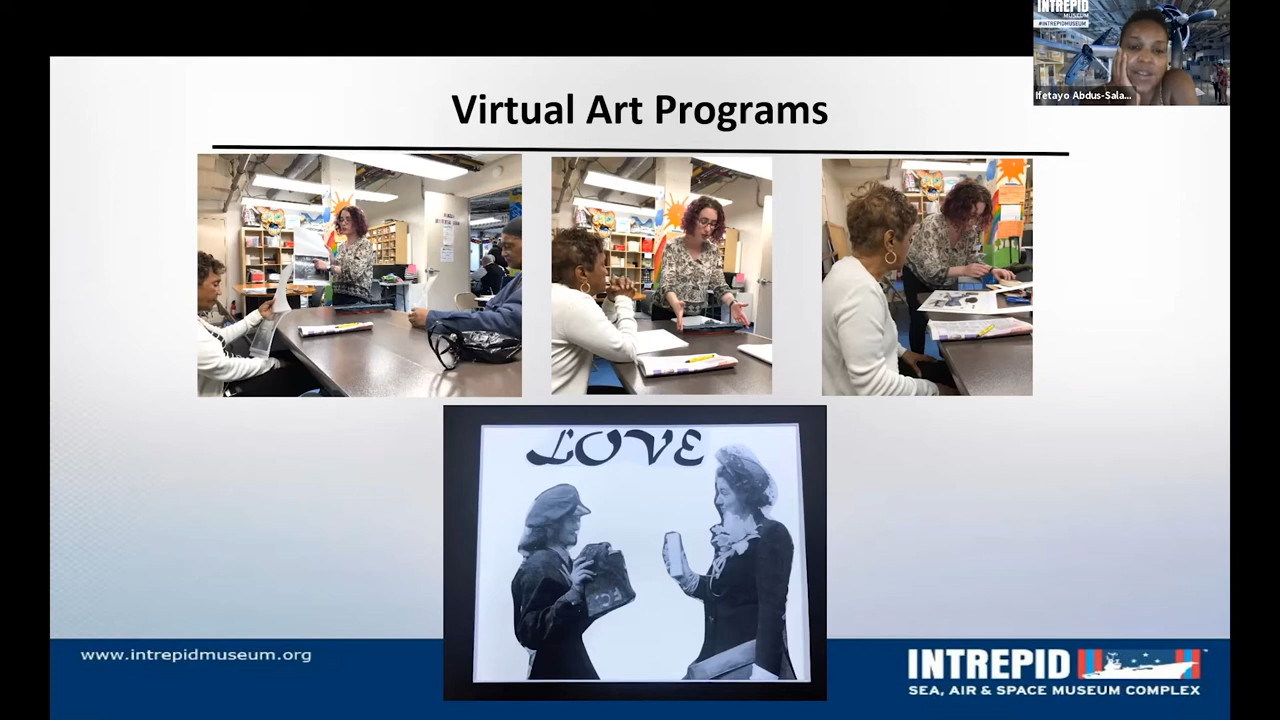 INTREPID
MUSEUM
#INTREPIDMUSEUM
Ifetayo Abdus-Sala...
Virtual Art Programs
LOVE
www.intrepidmuseum.org
INTREPID
SEA, AIR & SPACE MUSEUM COMPLEX